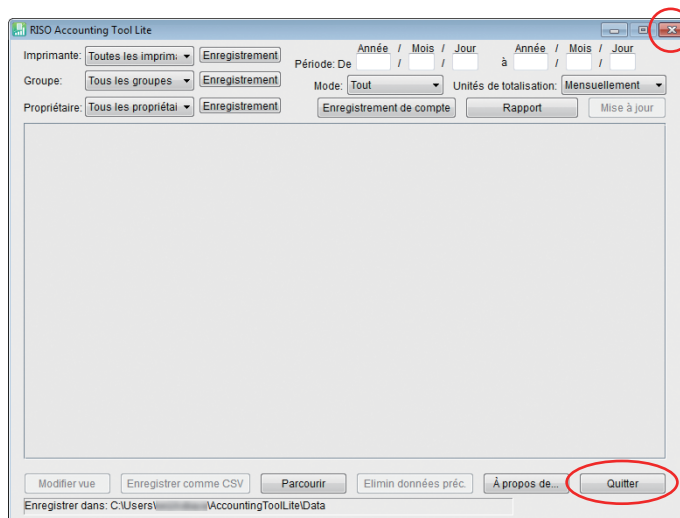 RISO Accounting Tool Lite
Imprimante: Toutes les imprim: Enregistrement
Année / Mois / Jour Année / Mois / Jour
Période: De / / à / /
Groupe: Tous les groupes Enregistrement
Mode: Tout Unités de totalisation: Mensuellement
Propriétaire: Tous les propriétai Enregistrement
Enregistrement de compte Rapport Mise à jour
Modifier vue Enregistrer comme CSV Parcourir Elimin données préc. À propos de... Quitter
Enregistrer dans: C:\Users\ \AccountingToolLite\Data